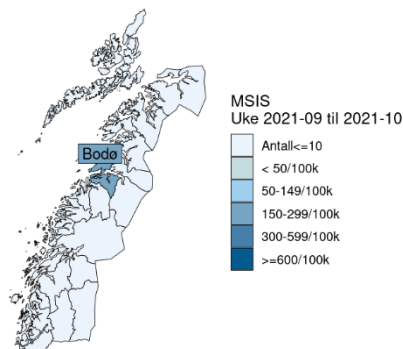 Bodø
MSIS
Uke 2021-09 til 2021-10
Antall<=10
< 50/100k
50-149/100k
150-299/100k
300-599/100k
>=600/100k